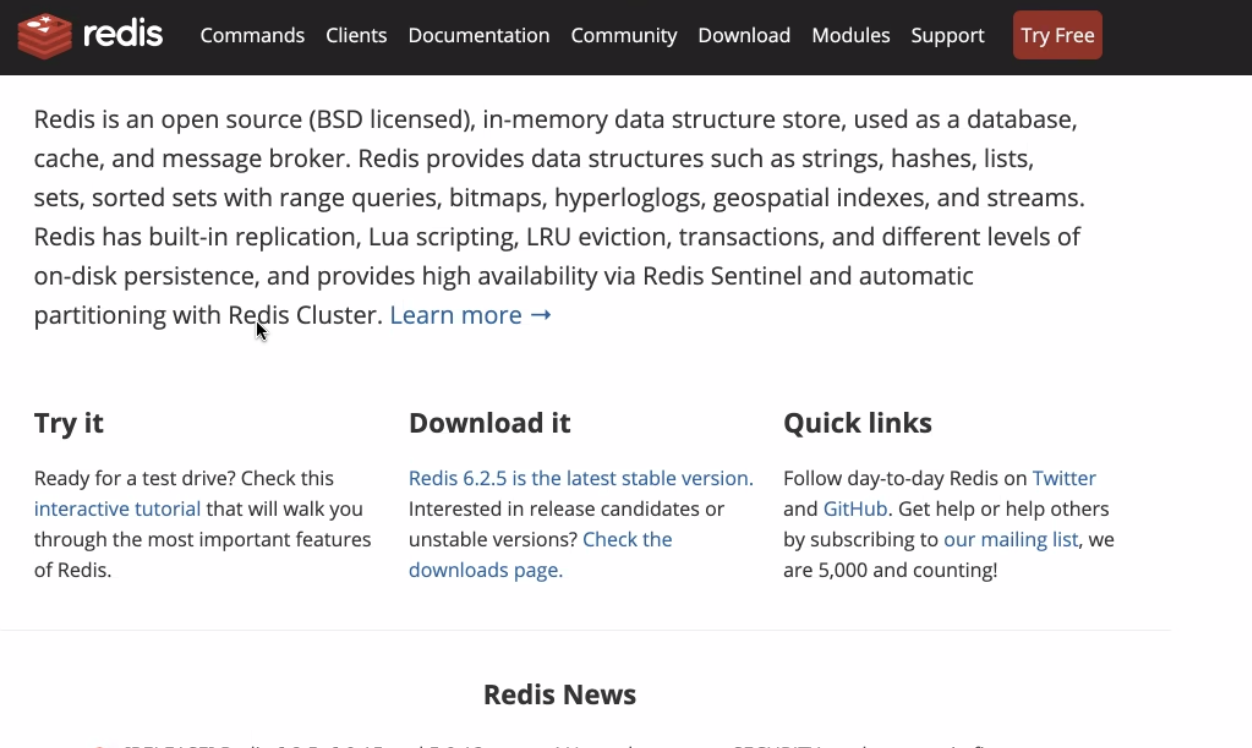 redis Commands Clients Documentation Community Download Modules Support Try Free
Redis is an open source (BSD licensed), in-memory data structure store, used as a database,
cache, and message broker. Redis provides data structures such as strings, hashes, lists,
sets, sorted sets with range queries, bitmaps, hyperloglogs, geospatial indexes, and streams.
Redis has built-in replication, Lua scripting, LRU eviction, transactions, and different levels of
on-disk persistence, and provides high availability via Redis Sentinel and automatic
partitioning with Redis Cluster. Learn more →
Try it
Ready for a test drive? Check this
interactive tutorial that will walk you
through the most important features
of Redis.
Download it
Redis 6.2.5 is the latest stable version.
Interested in release candidates or
unstable versions? Check the
downloads page.
Quick links
Follow day-to-day Redis on Twitter
and GitHub. Get help or help others
by subscribing to our mailing list, we
are 5,000 and counting!
Redis News